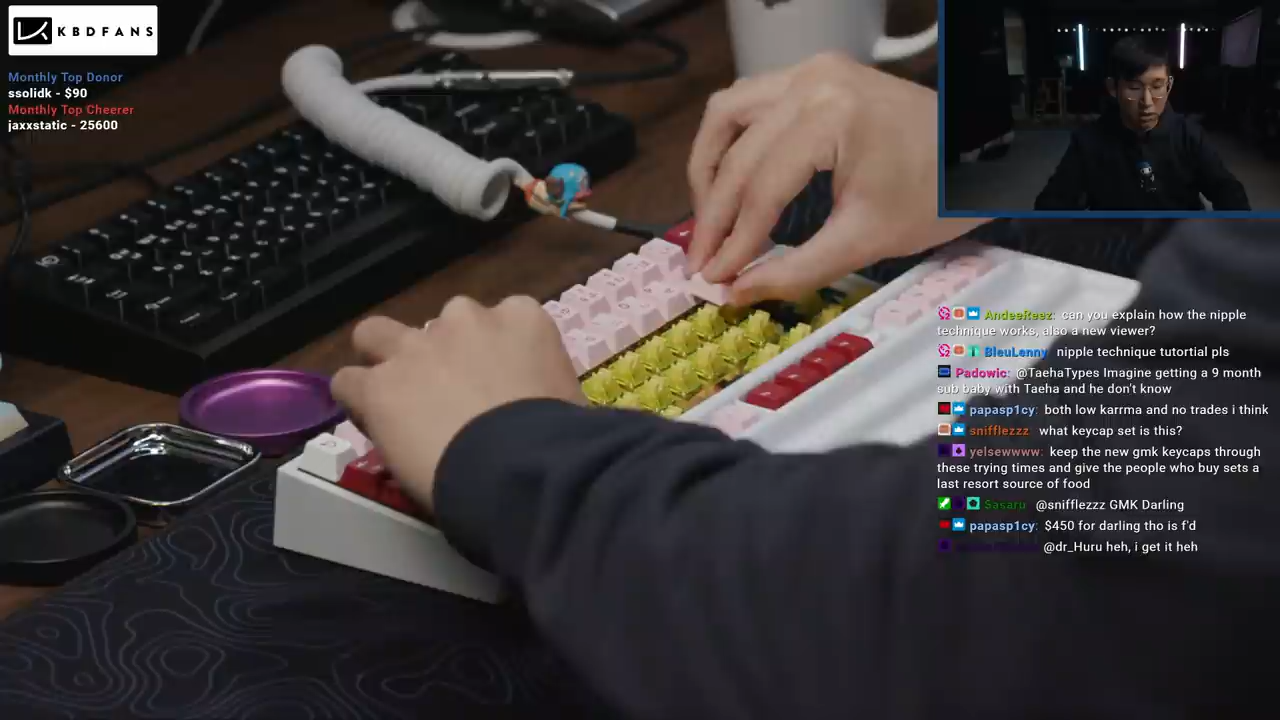 KBDFANS
Monthly Top Donor
ssolidk - $90
Monthly Top Cheerer
jaxxstatic - 25600
AndeeReez: can you explain how the nipple
technique works, also a new viewer?
BleuLenny nipple technique tutortial pls
Padowic: @TaehaTypes Imagine getting a 9 month
sub baby with Taeha and he don't know
papasp1cy: both low karrma and no trades i think
snifflezzz: what keycap set is this?
yelsewwww: keep the new gmk keycaps through
these trying times and give the people who buy sets a
last resort source of food
Sasaru @snifflezzz GMK Darling
papasp1cy: $450 for darling tho is f'd
@dr_Huru heh, i get it heh